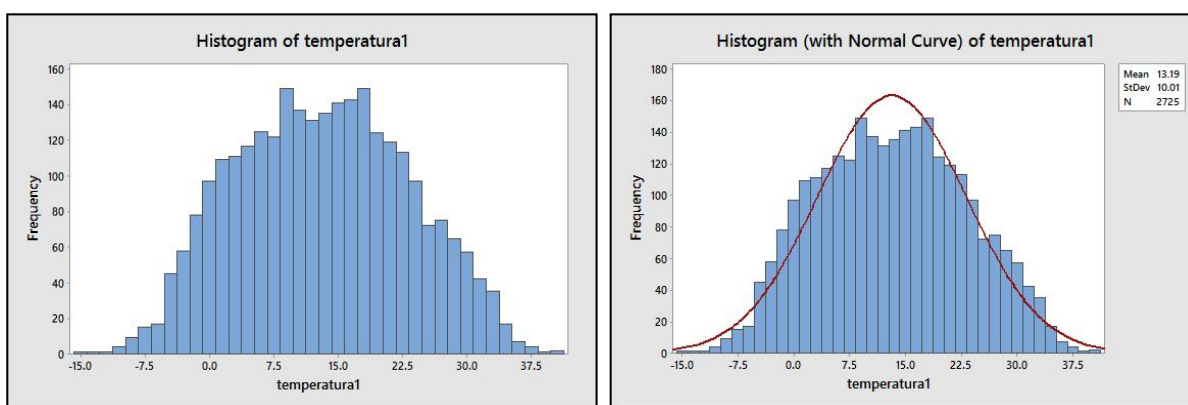 Histogram of temperatura1
160
140
120
100
80
60
40
20
0
Frequency
-15.0 -7.5 0.0 7.5 15.0 22.5 30.0 37.5
temperatura1
Histogram (with Normal Curve) of temperatura1
180
160
140
120
100
80
60
40
20
0
Frequency
-15.0 -7.5 0.0 7.5 15.0 22.5 30.0 37.5
temperatura1
Mean 13.19
StDev 10.01
N 2725